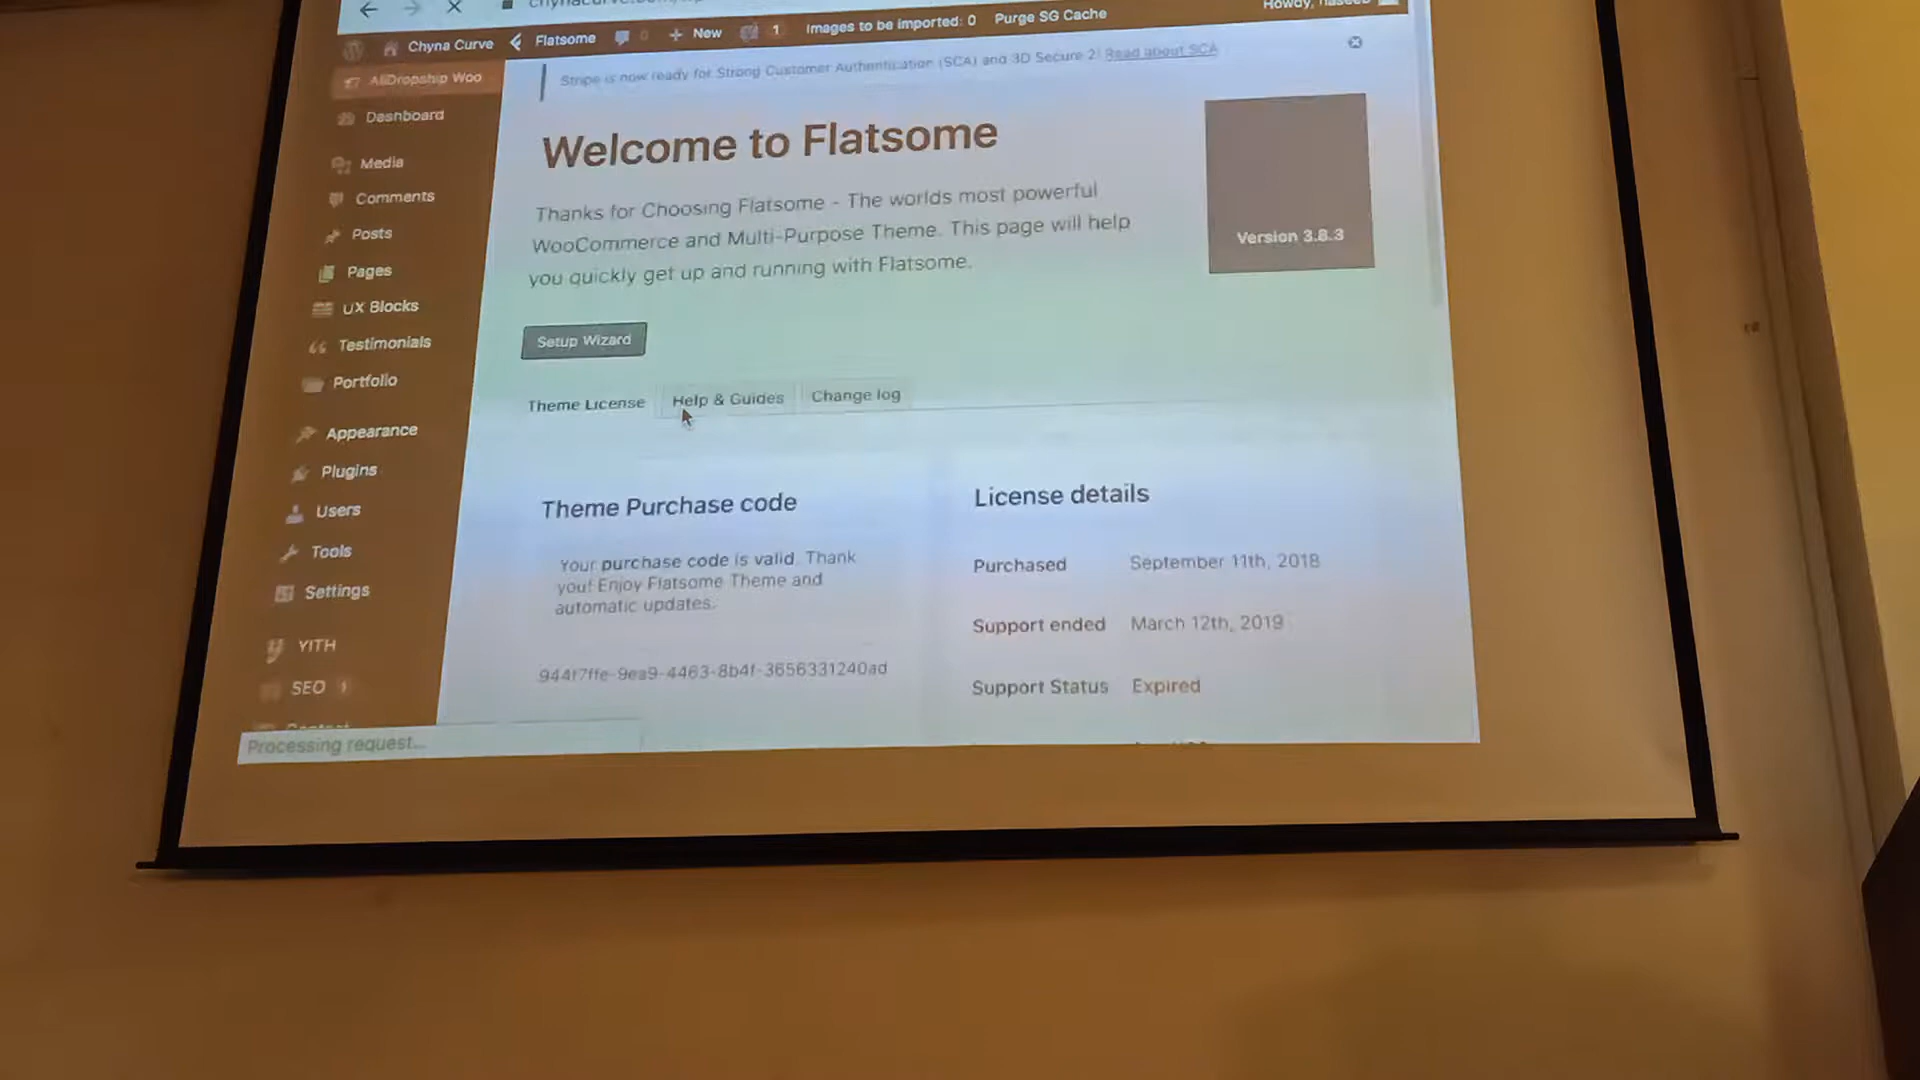 Chyna Curve
Flatsome
0
New
1
Images to be imported: 0
Purge SG Cache
Howdy,
AliDropship Woo
Stripe is now ready for Strong Customer Authentication (SCA) and 3D Secure 2! Read about SCA
Dashboard
Media
Comments
Posts
Pages
UX Blocks
Testimonials
Portfolio
Appearance
Plugins
Users
Tools
Settings
YITH
SEO 1
Welcome to Flatsome
Thanks for Choosing Flatsome - The worlds most powerful
WooCommerce and Multi-Purpose Theme. This page will help
you quickly get up and running with Flatsome.
Version 3.8.3
Setup Wizard
Theme License
Help & Guides
Change log
Theme Purchase code
Your purchase code is valid. Thank
you! Enjoy Flatsome Theme and
automatic updates.
944f7ffe-9ea9-4463-8b4f-3656331240ad
License details
Purchased September 11th, 2018
Support ended March 12th, 2019
Support Status Expired
Processing request...